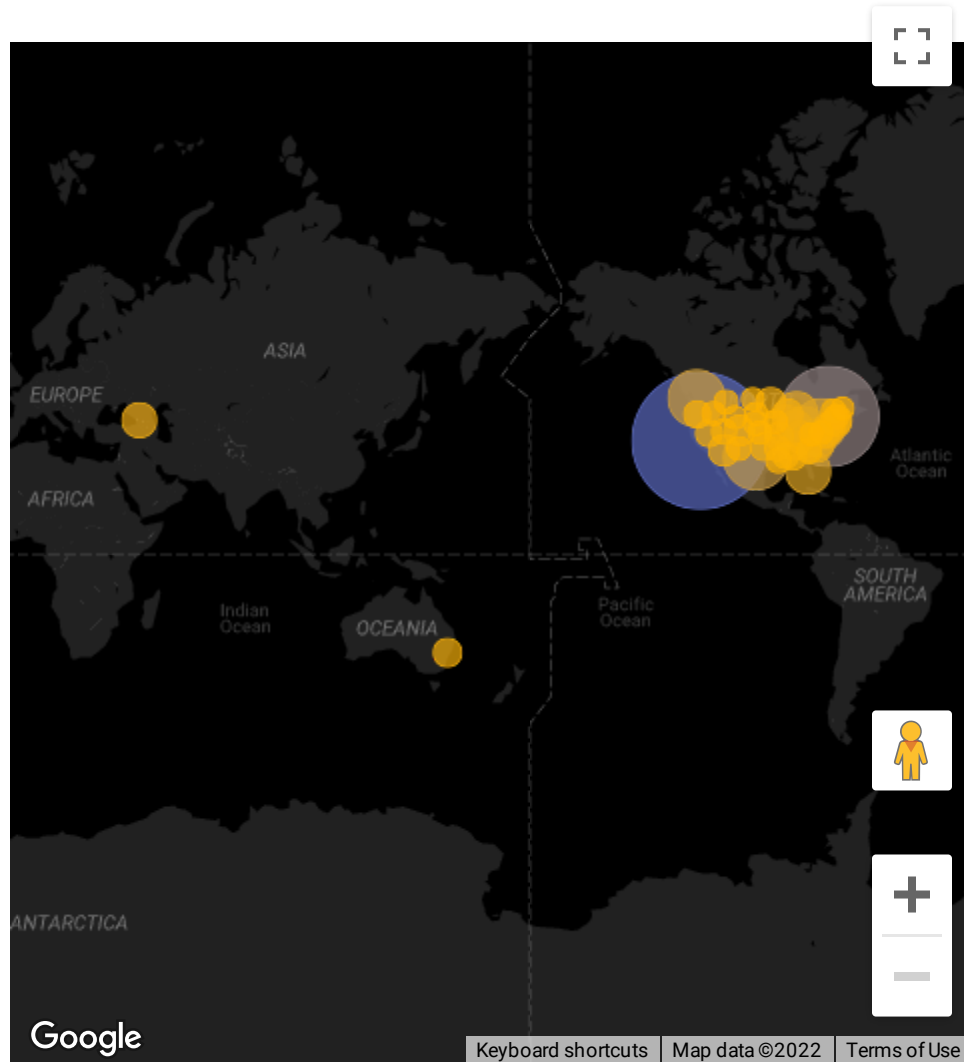 ASIA
EUROPE
Atlantic
Ocean
AFRICA
SOUTH
AMERICA
Indian
Ocean
Pacific
Ocean
OCEANIA
ANTARCTICA
Google
Keyboard shortcuts Map data ©2022 Terms of Use